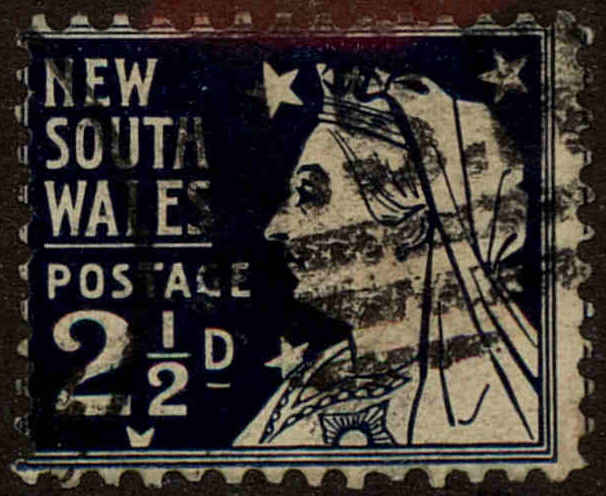 NEW
SOUTH
WALES
POSTAGE
2 1/2 D